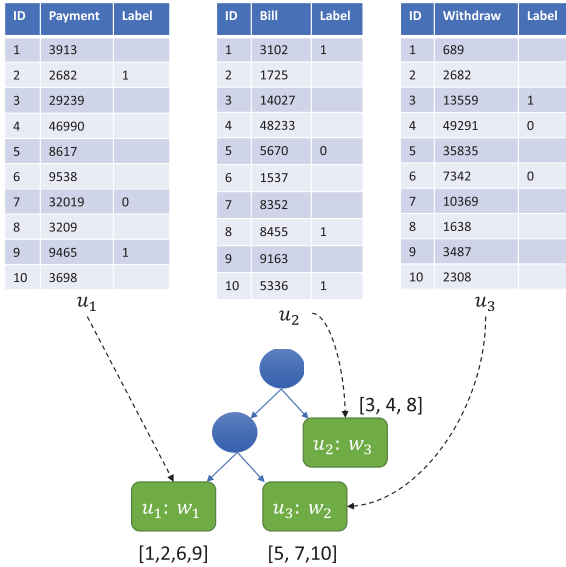 ID Payment Label
1 3913
2 2682 1
3 29239
4 46990
5 8617
6 9538
7 32019 0
8 3209
9 9465 1
10 3698
u1
ID Bill Label
1 3102 1
2 1725
3 14027
4 48233
5 5670 0
6 1537
7 8352
8 8455 1
9 9163
10 5336 1
u2
ID Withdraw Label
1 689
2 2682
3 13559 1
4 49291 0
5 35835
6 7342 0
7 10369
8 1638
9 3487
10 2308
u3
[3, 4, 8]
u2: w3
u1: w1
u3: w2
[1,2,6,9]
[5, 7,10]